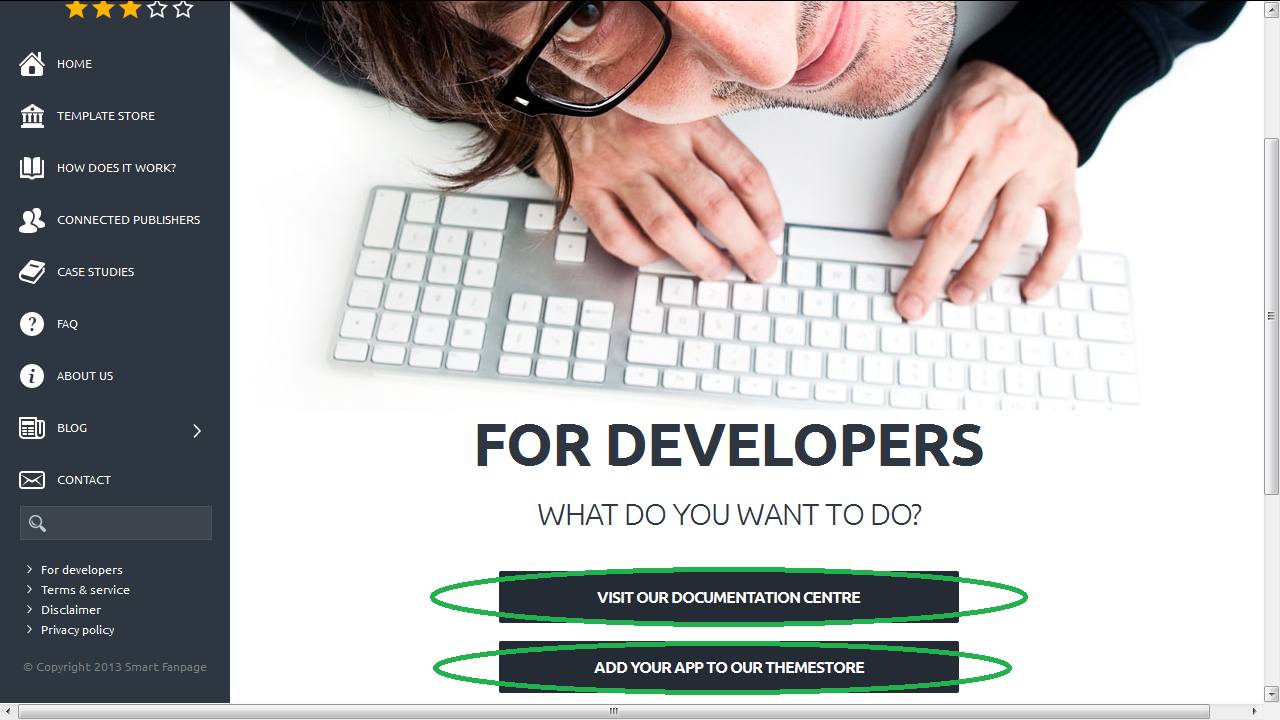 HOME
TEMPLATE STORE
HOW DOES IT WORK?
CONNECTED PUBLISHERS
CASE STUDIES
FAQ
ABOUT US
BLOG
CONTACT
For developers
Terms & service
Disclaimer
Privacy policy
© Copyright 2013 Smart Fanpage
FOR DEVELOPERS
WHAT DO YOU WANT TO DO?
VISIT OUR DOCUMENTATION CENTRE
ADD YOUR APP TO OUR THEMESTORE